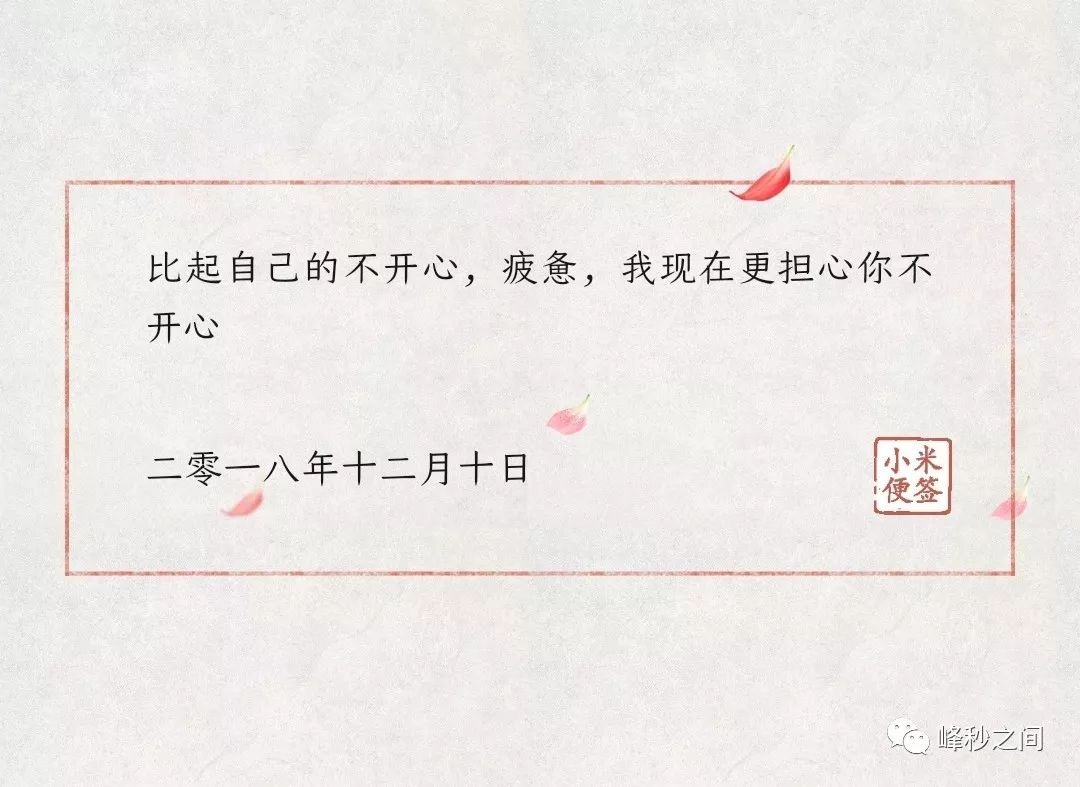 比起自己的不开心，疲惫，我现在更担心你不
开心
二零一八年十二月十日
小米
便签
峰秒之间